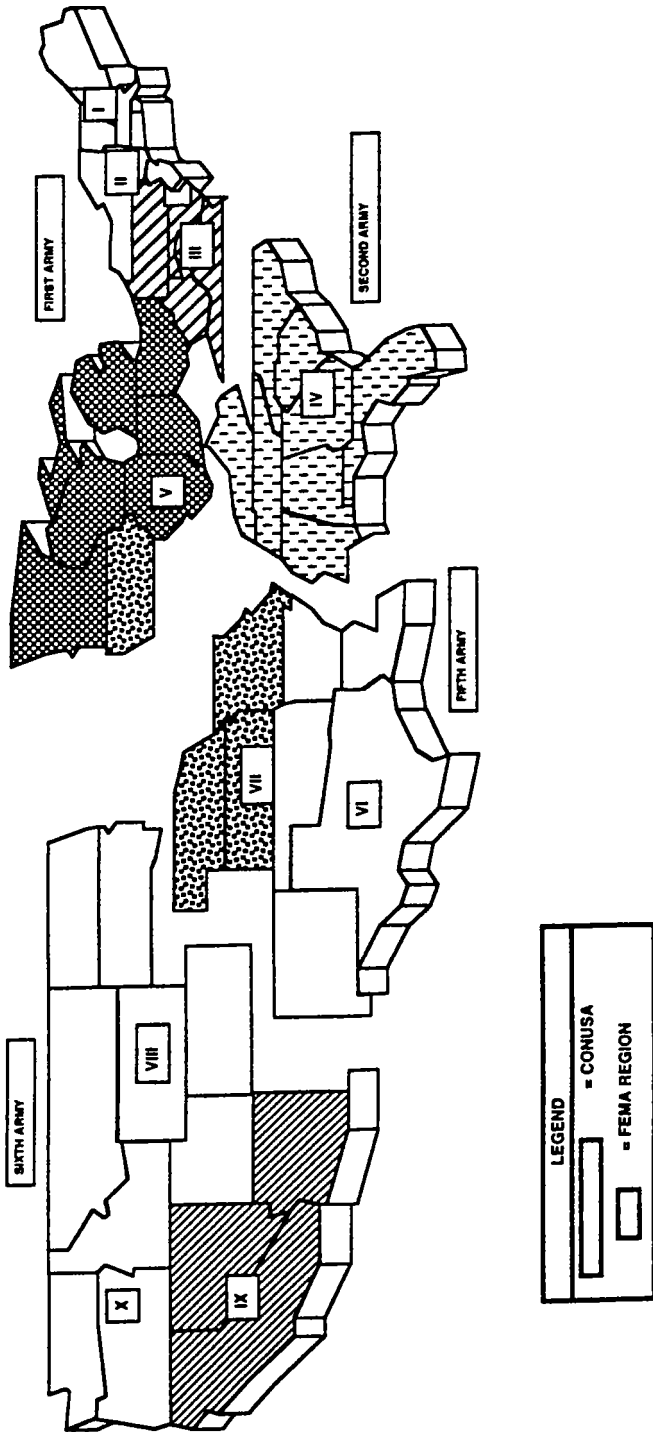 SIXTH ARMY
FIRST ARMY
X
VIII
IX
VII
VI
V
IV
III
II
I
FIFTH ARMY
SECOND ARMY
LEGEND
= CONUSA
= FEMA REGION